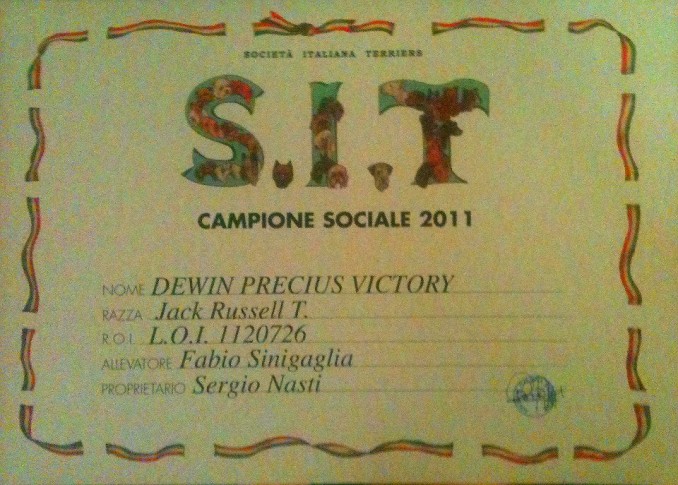 SOCIETÀ ITALIANA TERRIERS
S.I.T
CAMPIONE SOCIALE 2011
NOME DEWIN PRECIUS VICTORY
RAZZA Jack Russell T.
R.O.I. L.O.I. 1120726
ALLEVATORE Fabio Sinigaglia
PROPRIETARIO Sergio Nasti